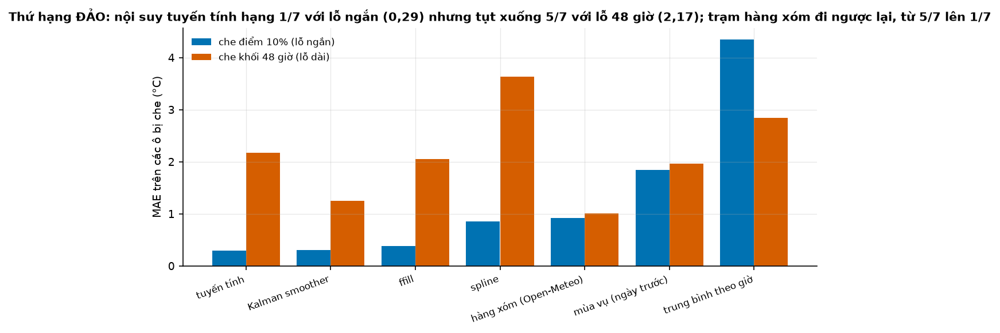 Thứ hạng ĐẢO: nội suy tuyến tính hạng 1/7 với lỗ ngắn (0,29) nhưng tụt xuống 5/7 với lỗ 48 giờ (2,17); trạm hàng xóm đi ngược lại, từ 5/7 lên 1/7
che điểm 10% (lỗ ngắn)
che khối 48 giờ (lỗ dài)
MAE trên các ô bị che (°C)
4
3
2
1
0
tuyến tính
Kalman smoother
ffill
spline
hàng xóm (Open-Meteo)
mùa vụ (ngày trước)
trung bình theo giờ